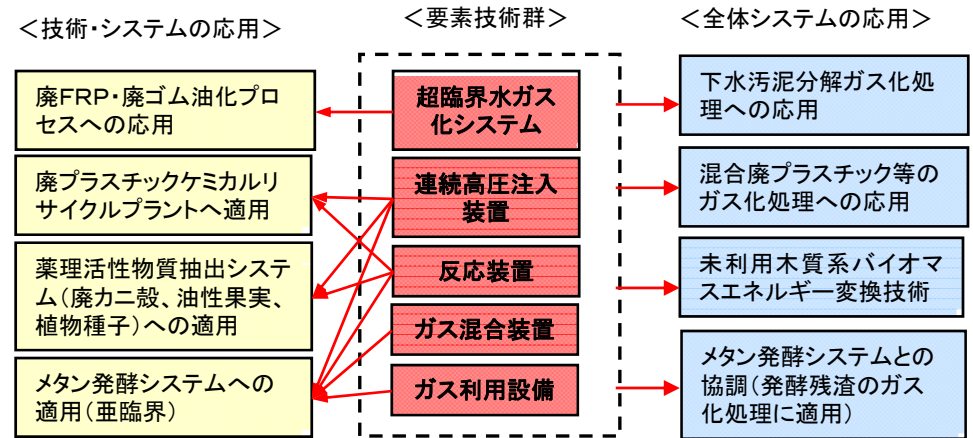 ＜技術・システムの応用＞
＜要素技術群＞
＜全体システムの応用＞
廃ＦＲＰ・廃ゴム油化プロ
セスへの応用
廃プラスチックケミカルリ
サイクルプラントへ適用
薬理活性物質抽出システ
ム（廃カニ殻、油性果実、
植物種子）への適用
メタン発酵システムへの
適用（亜臨界）
超臨界水ガス
化システム
連続高圧注入
装置
反応装置
ガス混合装置
ガス利用設備
下水汚泥分解ガス化処
理への応用
混合廃プラスチック等の
ガス化処理への応用
未利用木質系バイオマ
スエネルギー変換技術
メタン発酵システムとの
協調（発酵残渣のガス
化処理に適用）